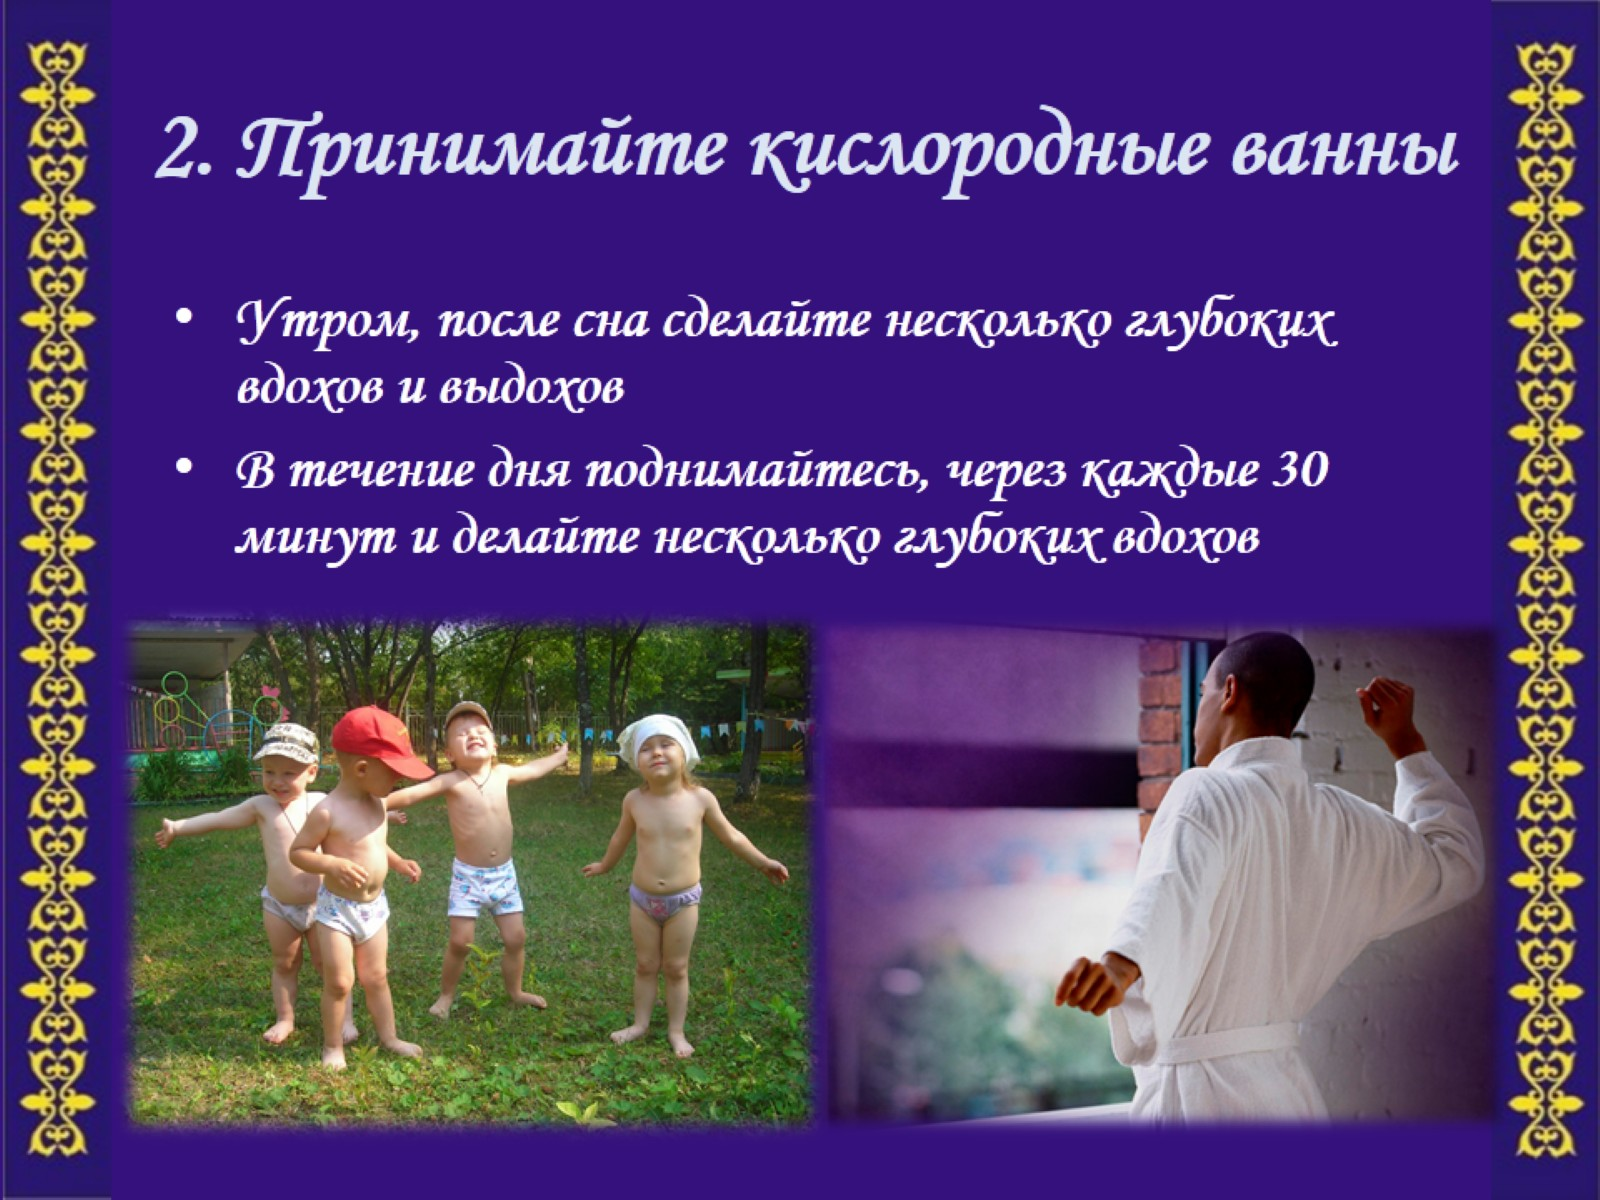 2. Принимайте кислородные ванны
• Утром, после сна сделайте несколько глубоких
вдохов и выдохов
• В течение дня поднимайтесь, через каждые 30
минут и делайте несколько глубоких вдохов